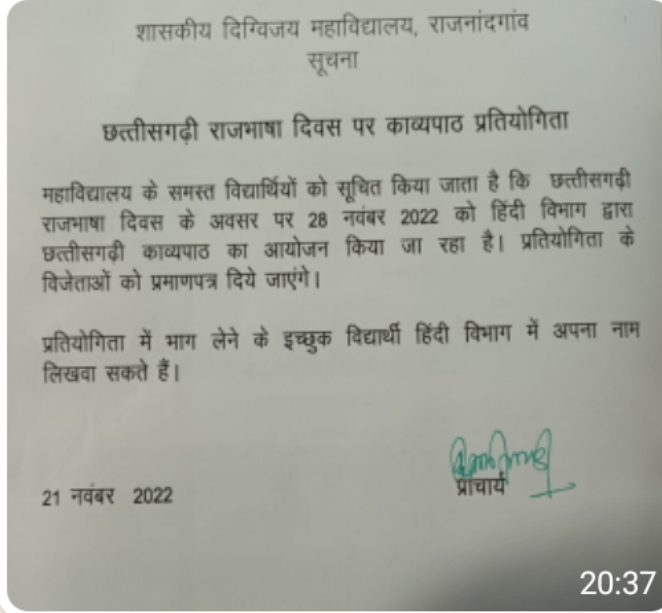 शासकीय दिग्विजय महाविद्यालय, राजनांदगांव
सूचना
छत्तीसगढ़ी राजभाषा दिवस पर काव्यपाठ प्रतियोगिता
महाविद्यालय के समस्त विद्यार्थियों को सूचित किया जाता है कि छत्तीसगढ़ी
राजभाषा दिवस के अवसर पर 28 नवंबर 2022 को हिंदी विभाग द्वारा
छत्तीसगढ़ी काव्यपाठ का आयोजन किया जा रहा है। प्रतियोगिता के
विजेताओं को प्रमाणपत्र दिये जाएंगे।
प्रतियोगिता में भाग लेने के इच्छुक विद्यार्थी हिंदी विभाग में अपना नाम
लिखवा सकते हैं।
प्राचार्य
21 नवंबर 2022
20:37